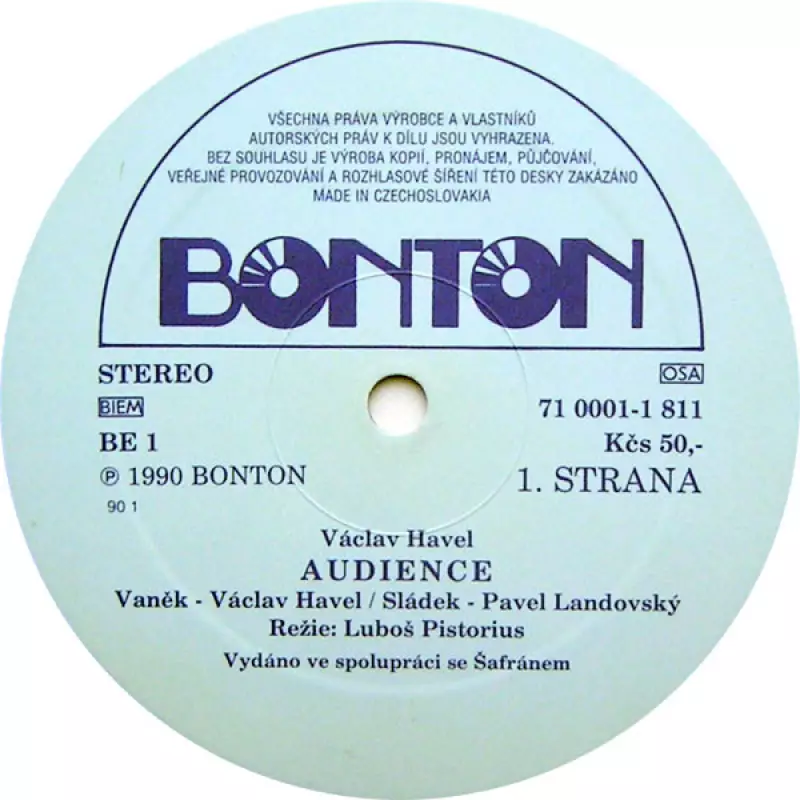 VŠECHNA PRÁVA VÝROBCE A VLASTNÍKŮ
AUTORSKÝCH PRÁV K DÍLU JSOU VYHRAZENA.
BEZ SOUHLASU JE VÝROBA KOPIÍ, PRONÁJEM, PŮJČOVÁNÍ,
VEŘEJNÉ PROVOZOVÁNÍ A ROZHLASOVÉ ŠÍŘENÍ TÉTO DESKY ZAKÁZÁNO
MADE IN CZECHOSLOVAKIA
BONTON
STEREO OSA
BIEM 71 0001-1 811
BE 1 Kčs 50,-
℗ 1990 BONTON 1. STRANA
90 1
Václav Havel
AUDIENCE
Vaněk - Václav Havel / Sládek - Pavel Landovský
Režie: Luboš Pistorius
Vydáno ve spolupráci se Šafránem